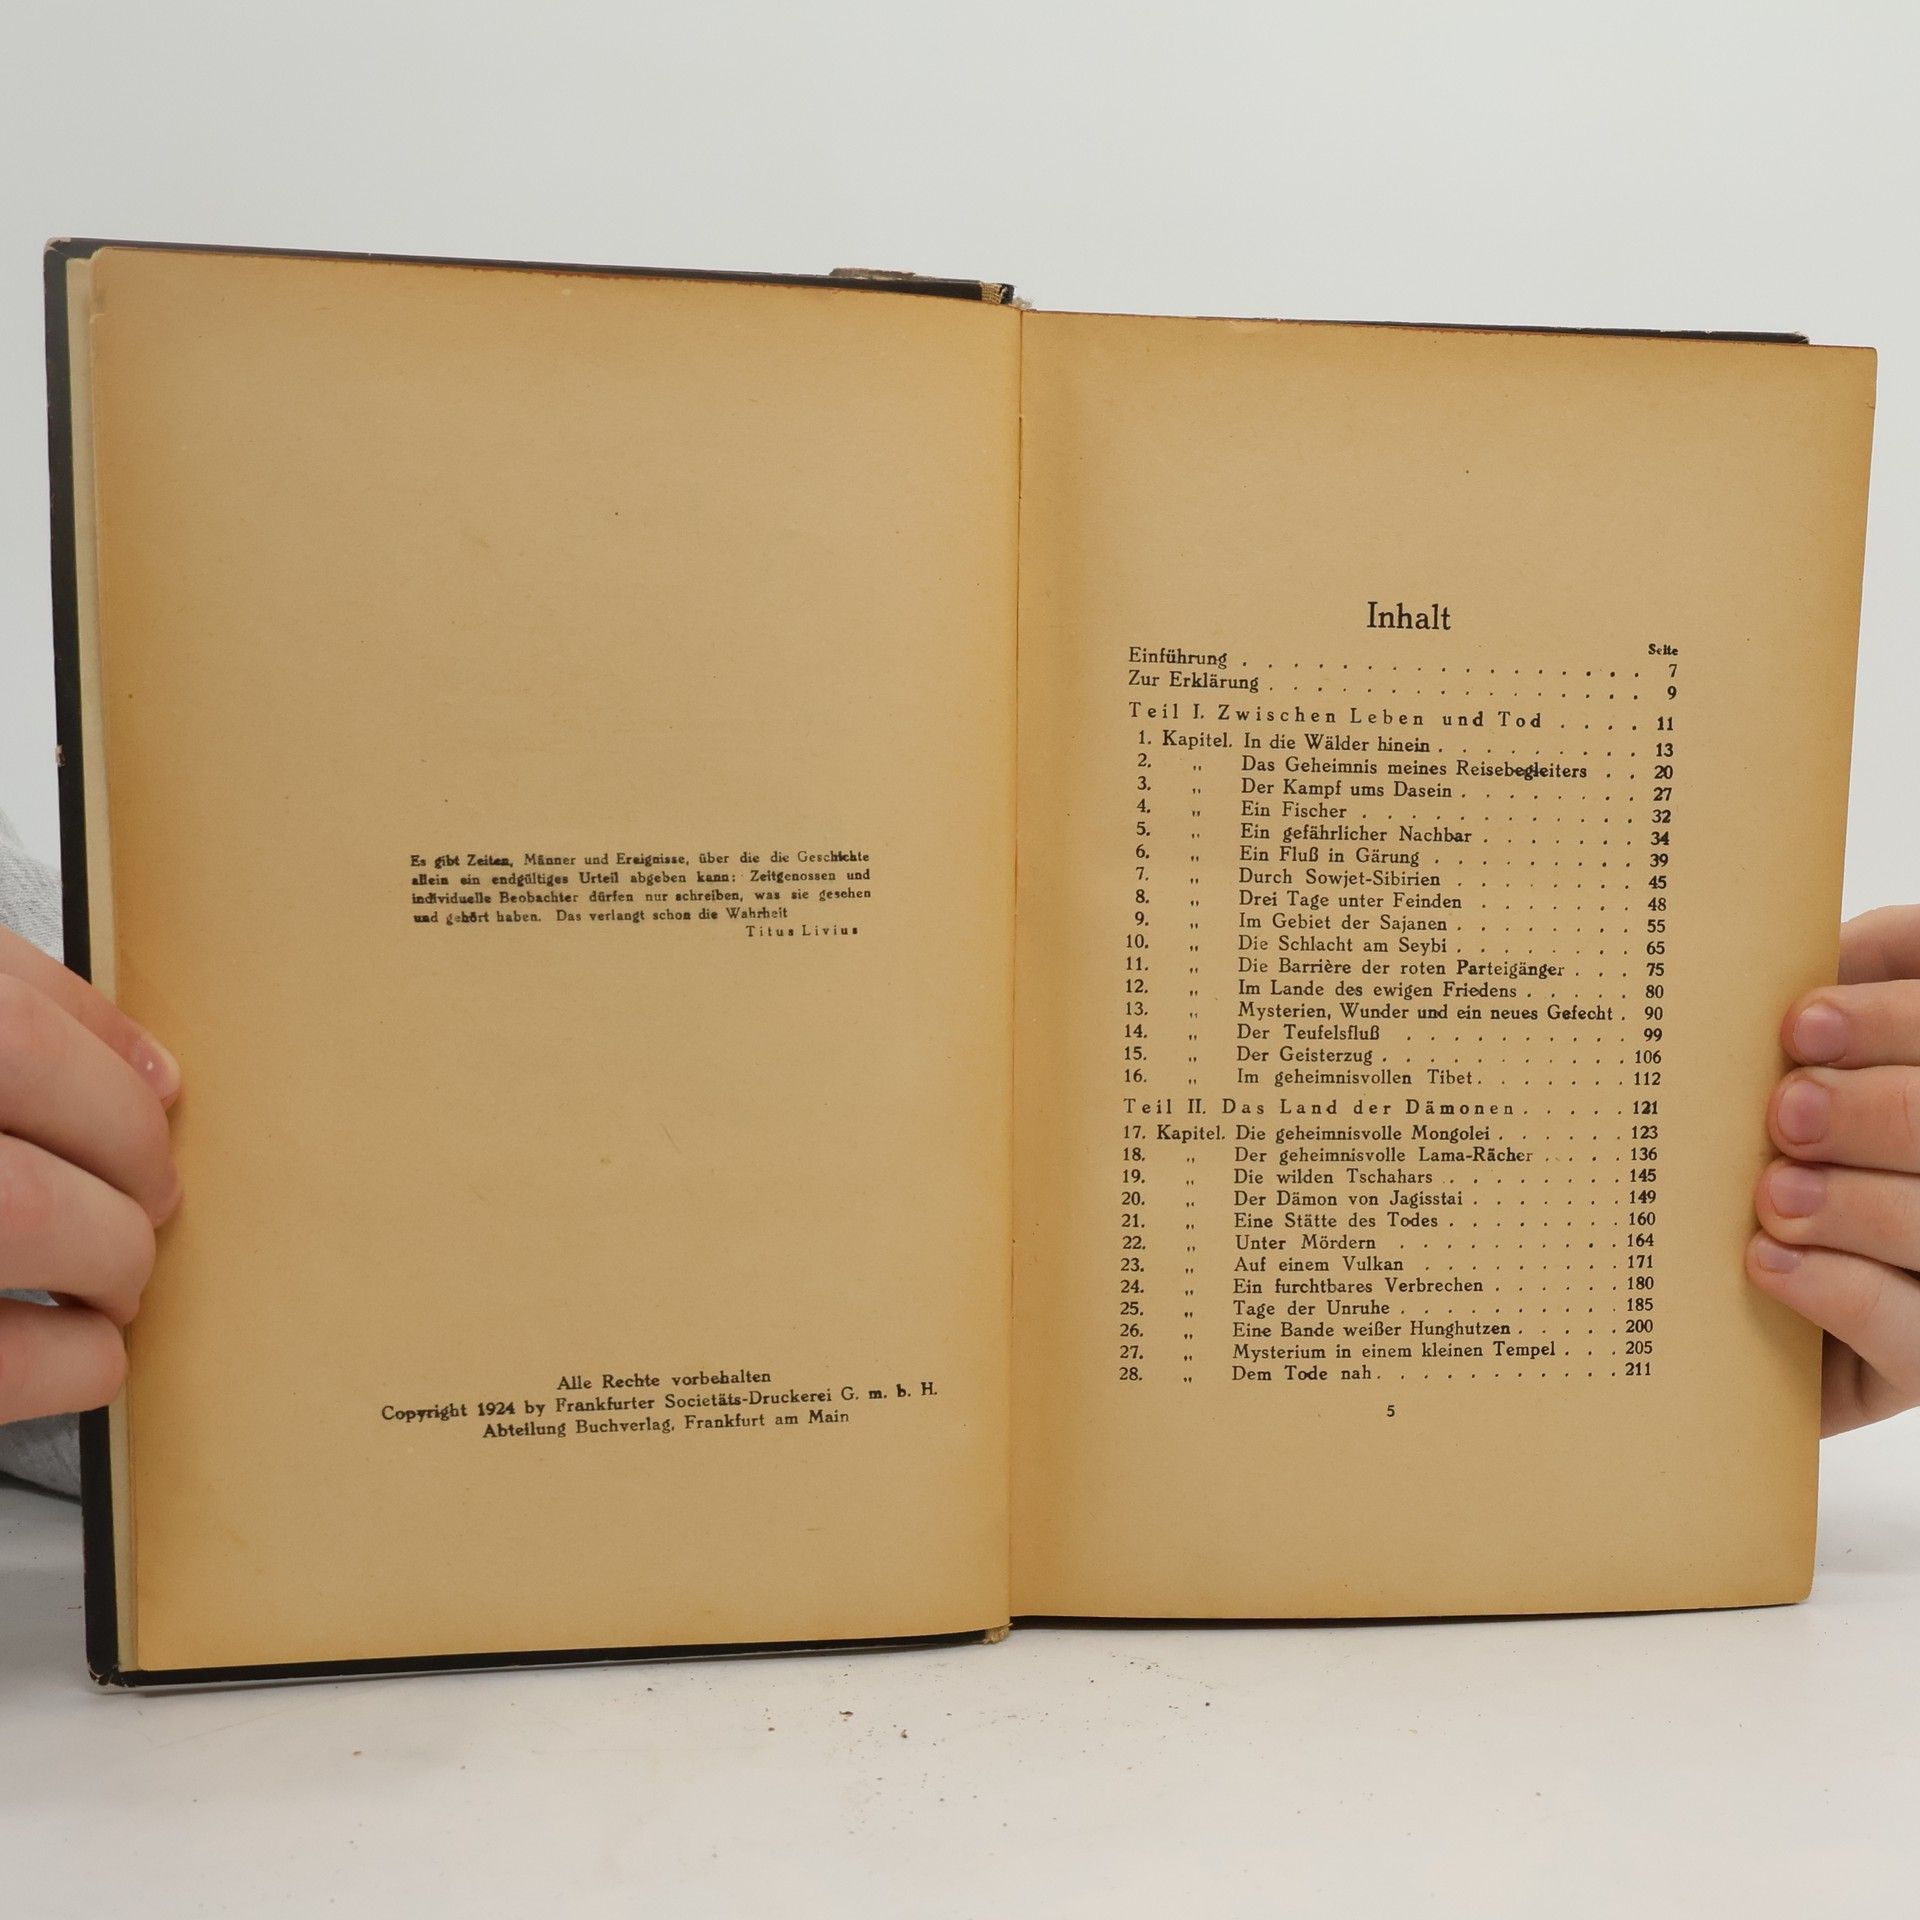 Es gibt Zeiten, Männer und Ereignisse, über die die Geschichte
allein ein endgültiges Urteil abgeben kann: Zeitgenossen und
individuelle Beobachter dürfen nur schreiben, was sie gesehen
und gehört haben. Das verlangt schon die Wahrheit
Titus Livius
Alle Rechte vorbehalten
Copyright 1924 by Frankfurter Societäts-Druckerei G. m. b. H.
Abteilung Buchverlag, Frankfurt am Main
Inhalt
Seite
Einführung . . . . . . . . . . . . . . . . . 7
Zur Erklärung . . . . . . . . . . . . . . . . 9
Teil I. Zwischen Leben und Tod . . . . 11
1. Kapitel. In die Wälder hinein . . . . . . . . . 13
2. „ Das Geheimnis meines Reisebegleiters . . 20
3. „ Der Kampf ums Dasein . . . . . . . . 27
4. „ Ein Fischer . . . . . . . . . . . . 32
5. „ Ein gefährlicher Nachbar . . . . . . . 34
6. „ Ein Fluß in Gärung . . . . . . . . . 39
7. „ Durch Sowjet-Sibirien . . . . . . . . 45
8. „ Drei Tage unter Feinden . . . . . . . 48
9. „ Im Gebiet der Sajanen . . . . . . . . 55
10. „ Die Schlacht am Seybi . . . . . . . . 65
11. „ Die Barrière der roten Parteigänger . . . 75
12. „ Im Lande des ewigen Friedens . . . . . 80
13. „ Mysterien, Wunder und ein neues Gefecht . 90
14. „ Der Teufelsfluß . . . . . . . . . . 99
15. „ Der Geisterzug . . . . . . . . . . . 106
16. „ Im geheimnisvollen Tibet . . . . . . . 112
Teil II. Das Land der Dämonen . . . . . 121
17. Kapitel. Die geheimnisvolle Mongolei . . . . . . 123
18. „ Der geheimnisvolle Lama-Rächer . . . . 136
19. „ Die wilden Tschahars . . . . . . . . 145
20. „ Der Dämon von Jagisstai . . . . . . . 149
21. „ Eine Stätte des Todes . . . . . . . . 160
22. „ Unter Mördern . . . . . . . . . . 164
23. „ Auf einem Vulkan . . . . . . . . . 171
24. „ Ein furchtbares Verbrechen . . . . . . 180
25. „ Tage der Unruhe . . . . . . . . . . 185
26. „ Eine Bande weißer Hunghutzen . . . . . 200
27. „ Mysterium in einem kleinen Tempel . . . 205
28. „ Dem Tode nah . . . . . . . . . . . 211
5